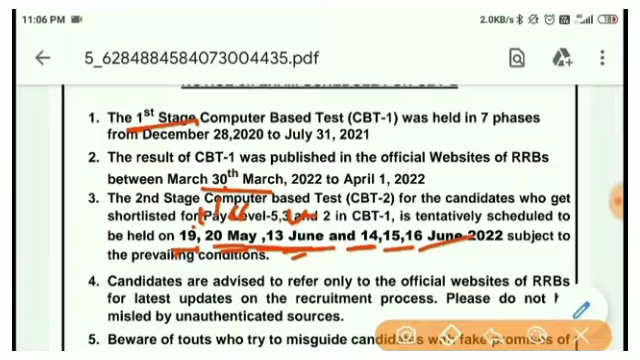 11:06 PM 2.0KB/s
5_6284884584073004435.pdf
1. The 1st Stage Computer Based Test (CBT-1) was held in 7 phases
from December 28,2020 to July 31, 2021
2. The result of CBT-1 was published in the official Websites of RRBs
between March 30th March, 2022 to April 1, 2022
3. The 2nd Stage Computer based Test (CBT-2) for the candidates who get
shortlisted for Pay Level-5,3 and 2 in CBT-1, is tentatively scheduled to
be held on 19, 20 May ,13 June and 14,15,16 June 2022 subject to
the prevailing conditions.
4. Candidates are advised to refer only to the official websites of RRBs
for latest updates on the recruitment process. Please do not
misled by unauthenticated sources.
5. Beware of touts who try to misguide candidates with fake promises of